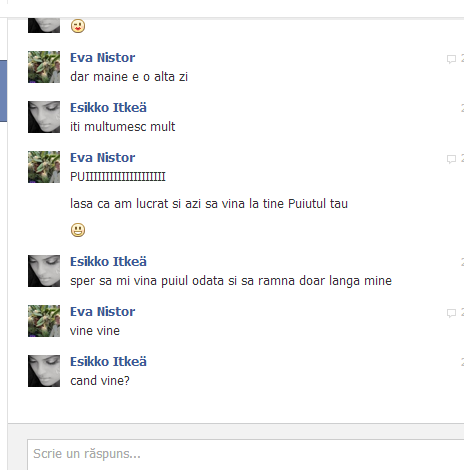 Eva Nistor
dar maine e o alta zi
Esikko Itkeä
iti multumesc mult
Eva Nistor
PUIIIIIIIIIIIIIIIIIIII
lasa ca am lucrat si azi sa vina la tine Puiutul tau
Esikko Itkeä
sper sa mi vina puiul odata si sa ramna doar langa mine
Eva Nistor
vine vine
Esikko Itkeä
cand vine?
Scrie un răspuns...